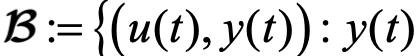 𝓑 := {(u(t), y(t)) : y(t)